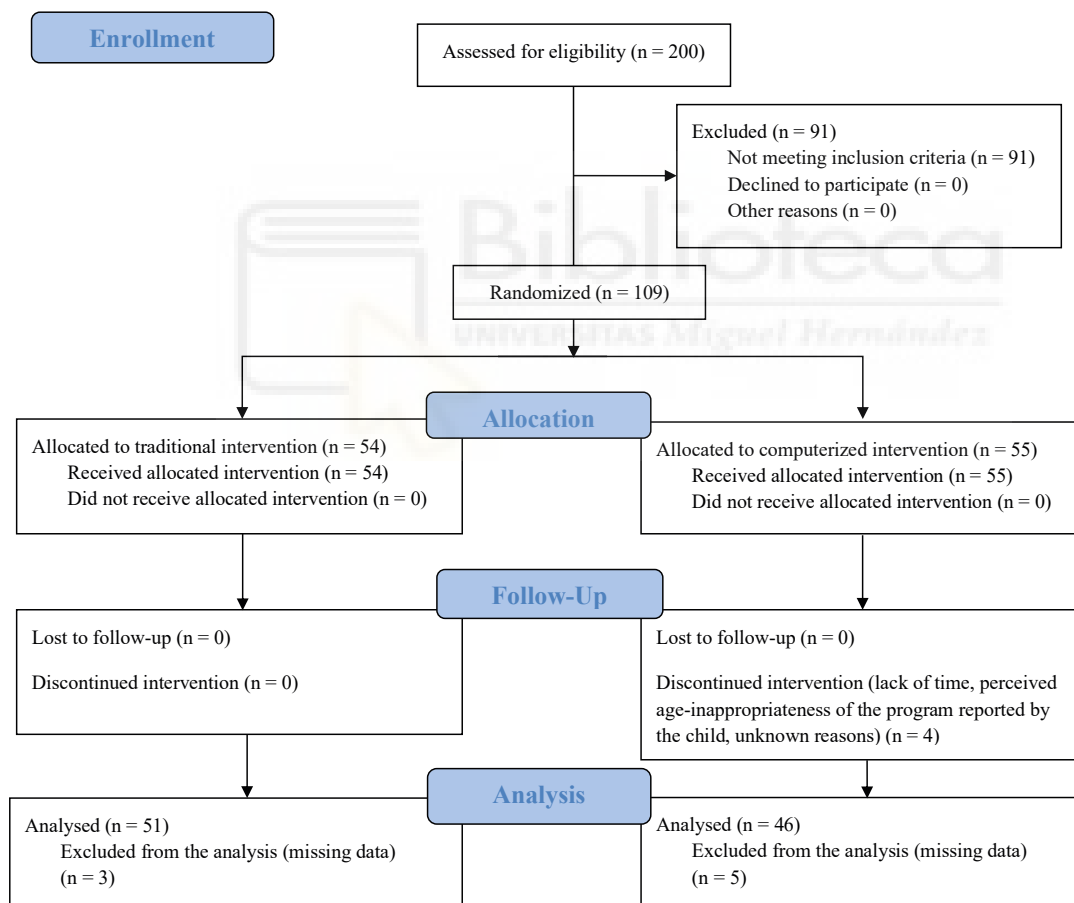 Enrollment
Assessed for eligibility (n = 200)
Excluded (n = 91)
Not meeting inclusion criteria (n = 91)
Declined to participate (n = 0)
Other reasons (n = 0)
Biblioteca
UNIVERSITAS Miguel Hernández
Randomized (n = 109)
Allocation
Allocated to traditional intervention (n = 54)
Received allocated intervention (n = 54)
Did not receive allocated intervention (n = 0)
Allocated to computerized intervention (n = 55)
Received allocated intervention (n = 55)
Did not receive allocated intervention (n = 0)
Follow-Up
Lost to follow-up (n = 0)
Discontinued intervention (n = 0)
Lost to follow-up (n = 0)
Discontinued intervention (lack of time, perceived
age-inappropriateness of the program reported by
the child, unknown reasons) (n = 4)
Analysis
Analysed (n = 51)
Excluded from the analysis (missing data)
(n = 3)
Analysed (n = 46)
Excluded from the analysis (missing data)
(n = 5)